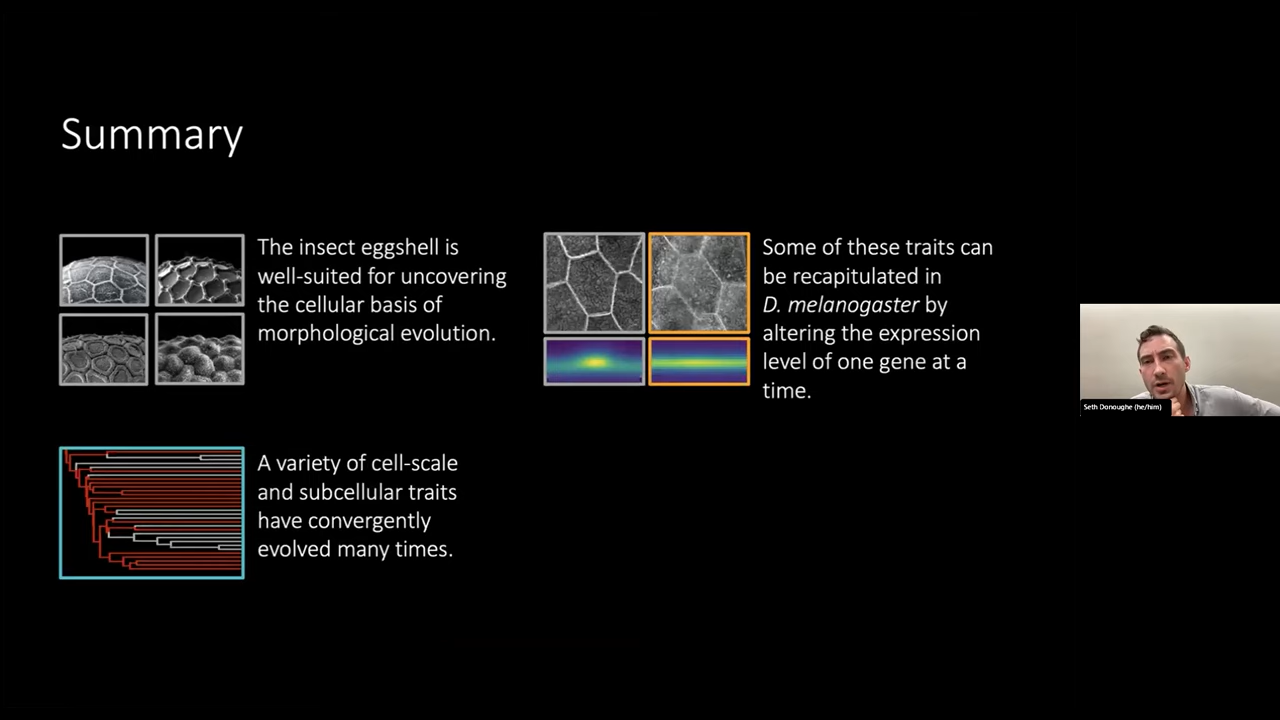 Summary
The insect eggshell is
well-suited for uncovering
the cellular basis of
morphological evolution.
Some of these traits can
be recapitulated in
D. melanogaster by
altering the expression
level of one gene at a
time.
A variety of cell-scale
and subcellular traits
have convergently
evolved many times.
Seth Donoughe (he/him)